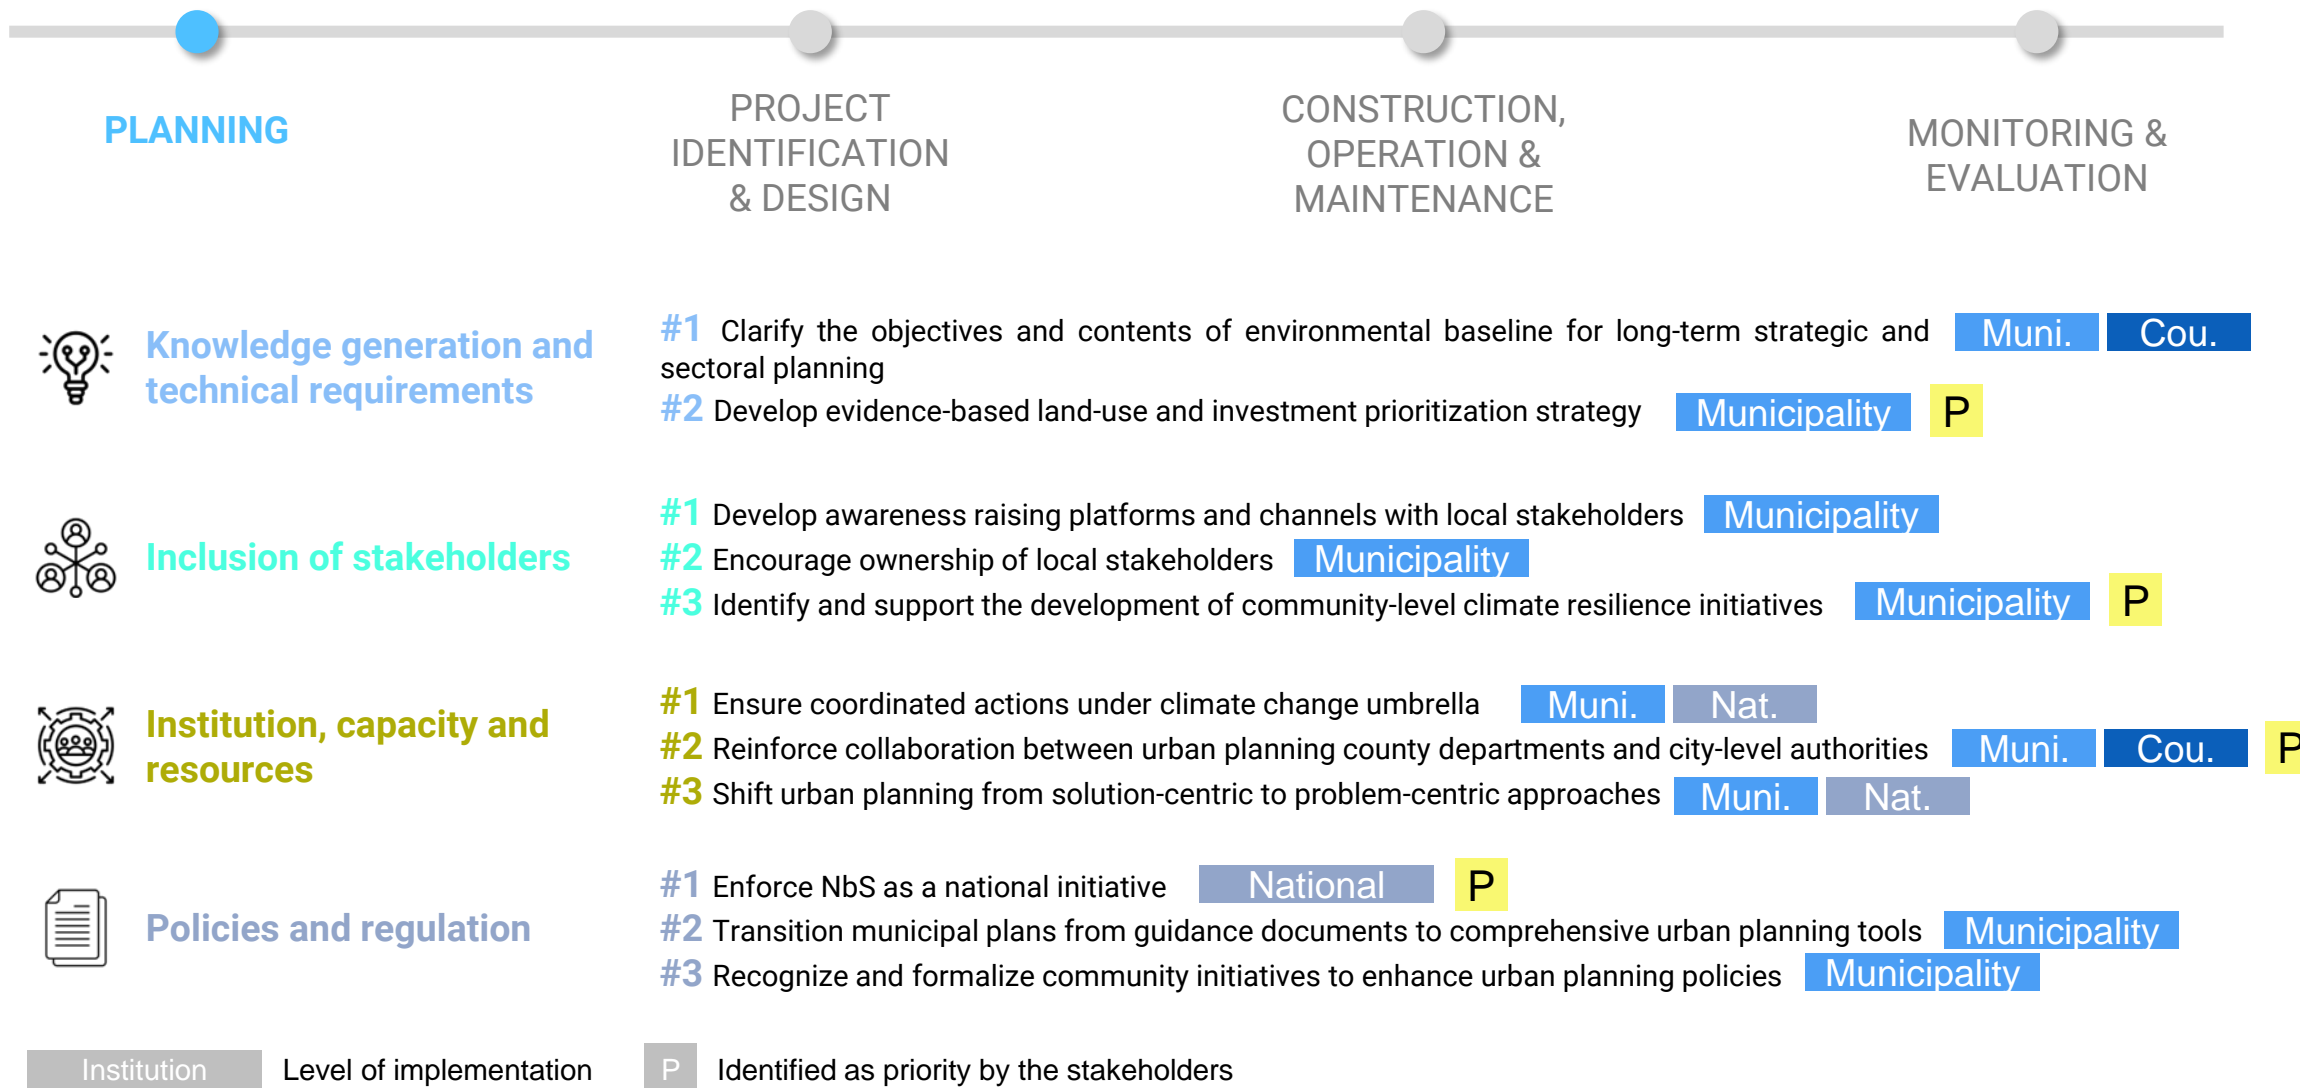 PLANNING
PROJECT
IDENTIFICATION
& DESIGN
CONSTRUCTION,
OPERATION &
MAINTENANCE
MONITORING &
EVALUATION
Knowledge generation and
technical requirements
#1 Clarify the objectives and contents of environmental baseline for long-term strategic and Muni. Cou.
sectoral planning
#2 Develop evidence-based land-use and investment prioritization strategy Municipality P
Inclusion of stakeholders
#1 Develop awareness raising platforms and channels with local stakeholders Municipality
#2 Encourage ownership of local stakeholders Municipality
#3 Identify and support the development of community-level climate resilience initiatives Municipality P
Institution, capacity and
resources
#1 Ensure coordinated actions under climate change umbrella Muni. Nat.
#2 Reinforce collaboration between urban planning county departments and city-level authorities Muni. Cou. P
#3 Shift urban planning from solution-centric to problem-centric approaches Muni. Nat.
Policies and regulation
#1 Enforce NbS as a national initiative National P
#2 Transition municipal plans from guidance documents to comprehensive urban planning tools Municipality
#3 Recognize and formalize community initiatives to enhance urban planning policies Municipality
Institution Level of implementation P Identified as priority by the stakeholders